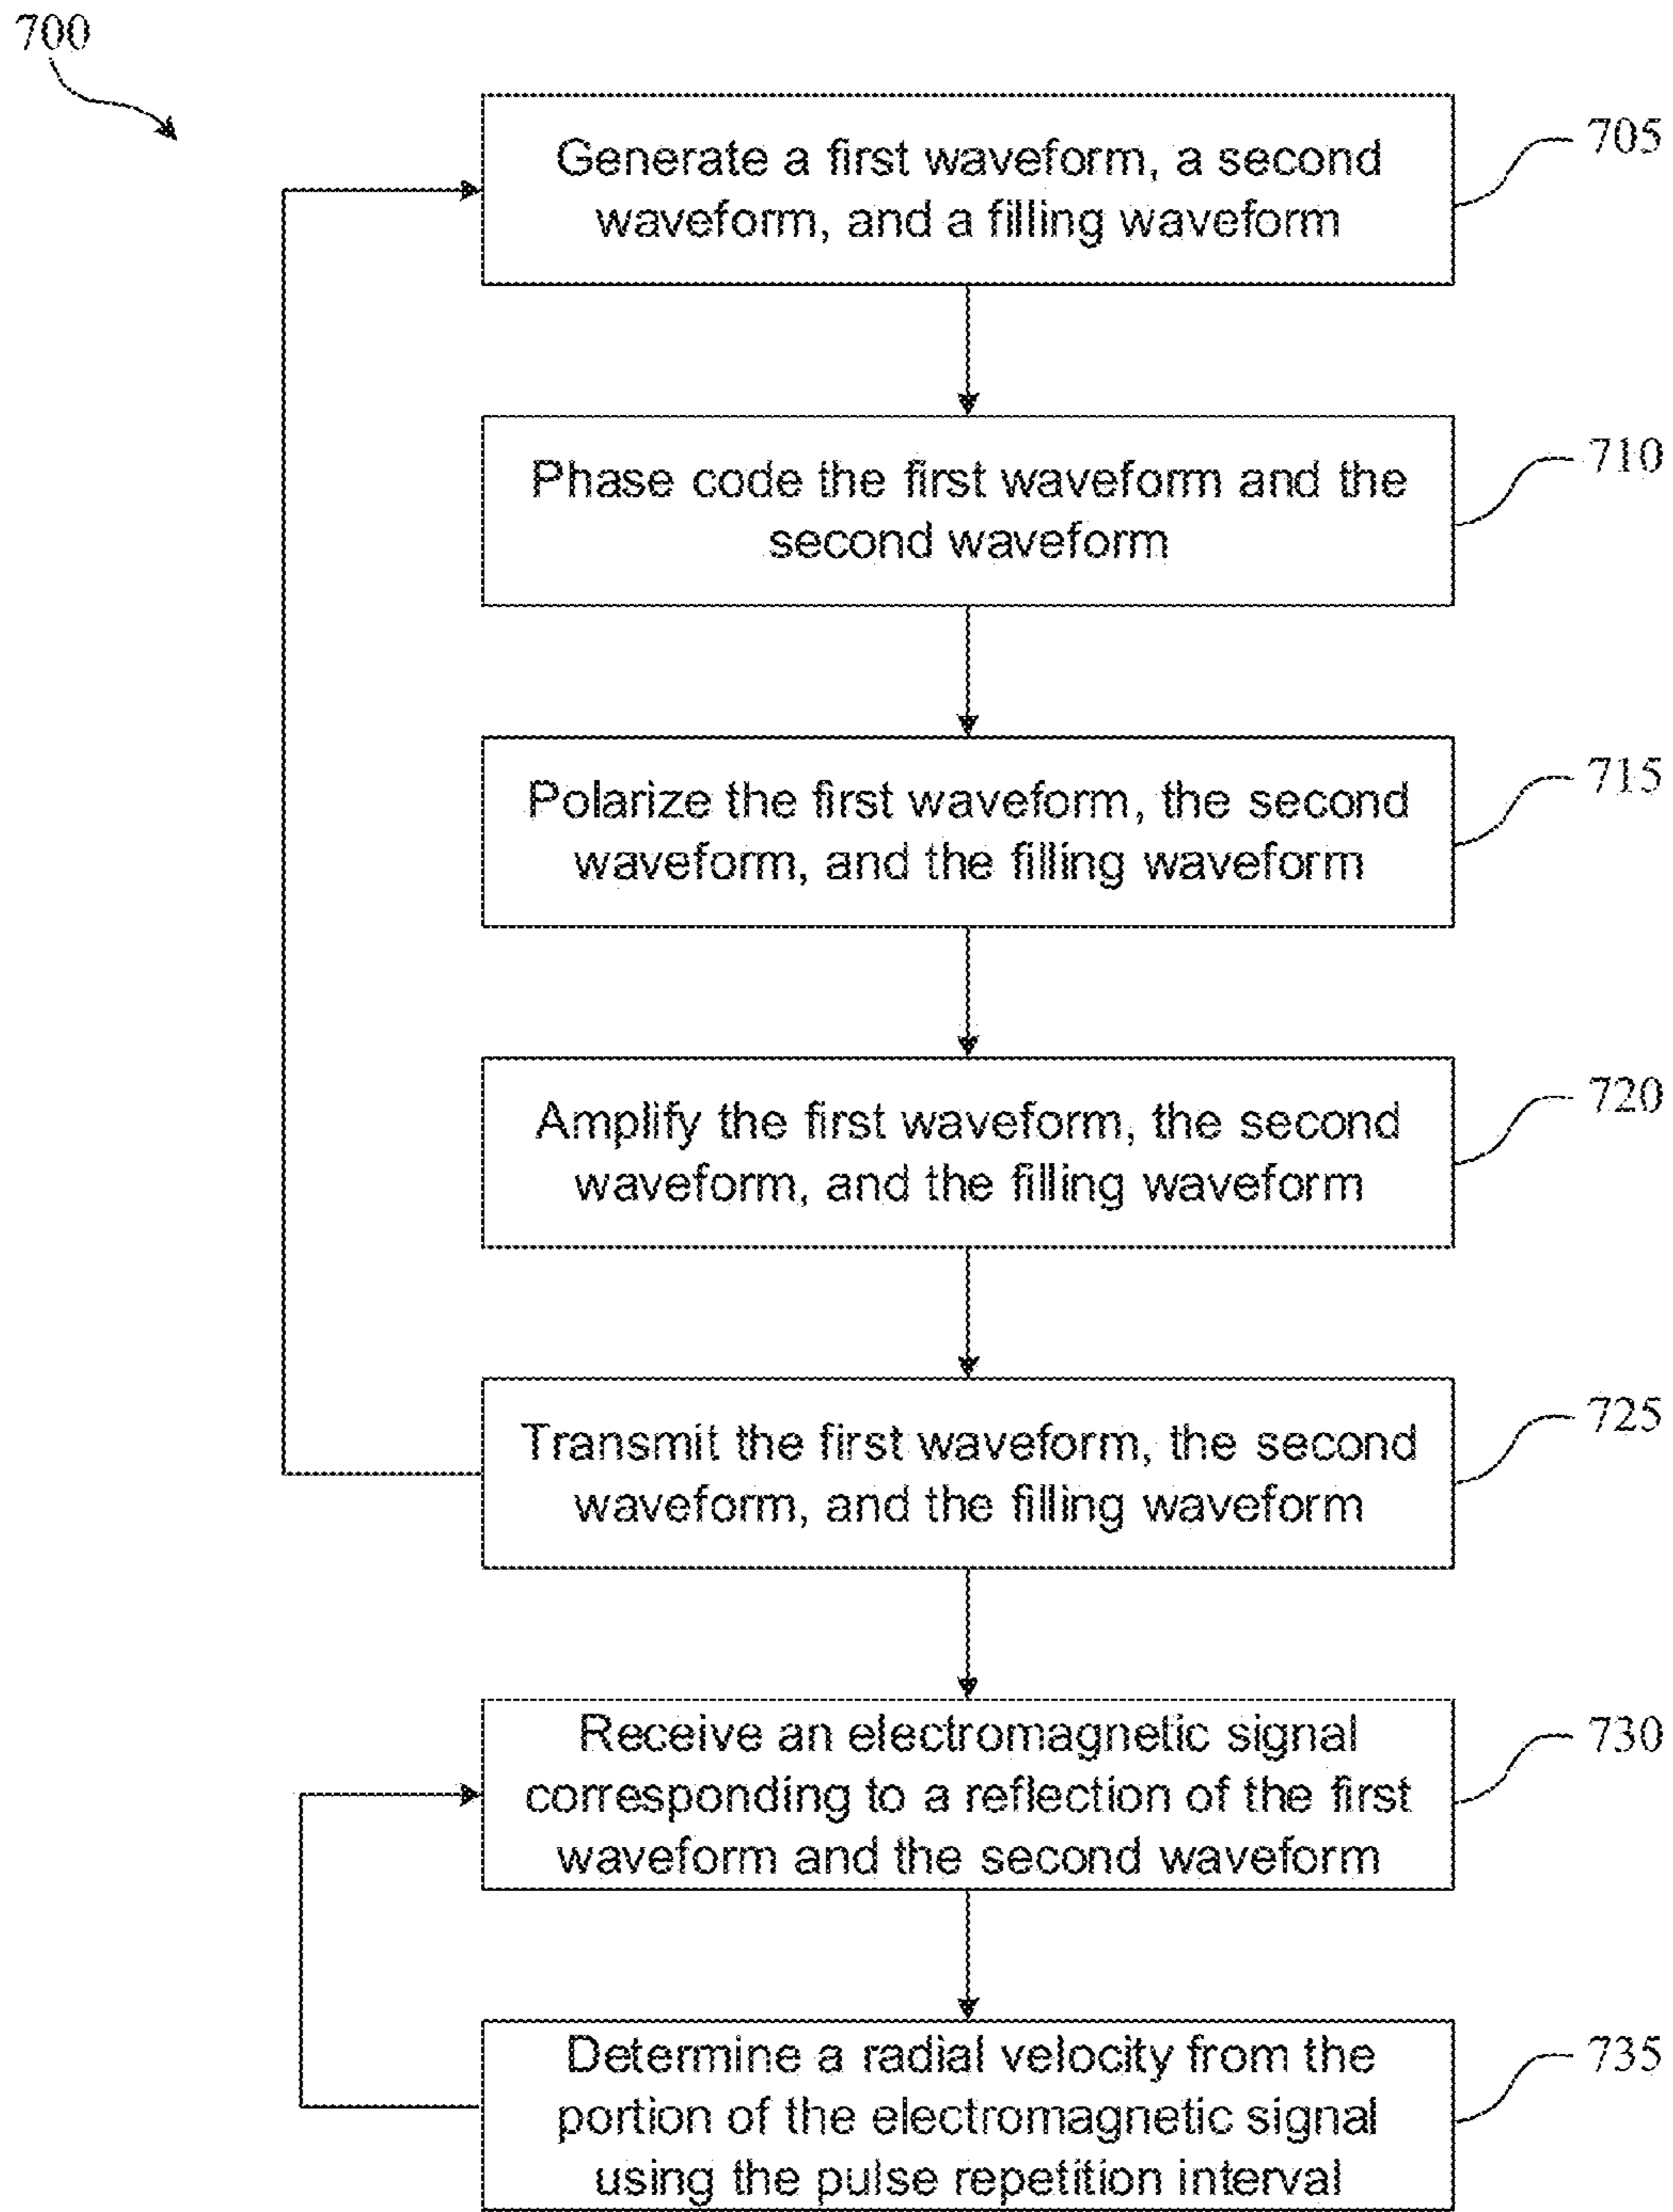 700
Generate a first waveform, a second
waveform, and a filling waveform
705
Phase code the first waveform and the
second waveform
710
Polarize the first waveform, the second
waveform, and the filling waveform
715
Amplify the first waveform, the second
waveform, and the filling waveform
720
Transmit the first waveform, the second
waveform, and the filling waveform
725
Receive an electromagnetic signal
corresponding to a reflection of the first
waveform and the second waveform
730
Determine a radial velocity from the
portion of the electromagnetic signal
using the pulse repetition interval
735